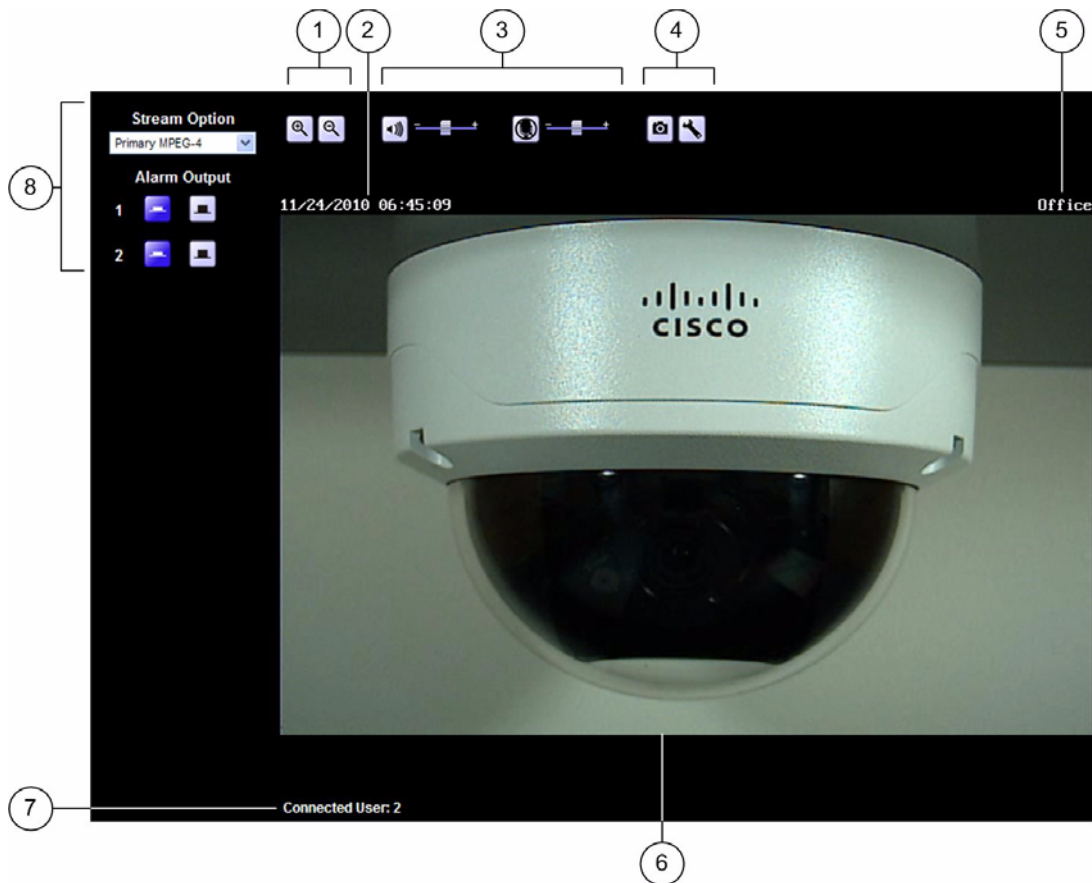 1
2
3
4
5
Stream Option
Primary MPEG-4
Alarm Output
8
1
11/24/2010 06:45:09
Office
2
CISCO
7
Connected User: 2
6